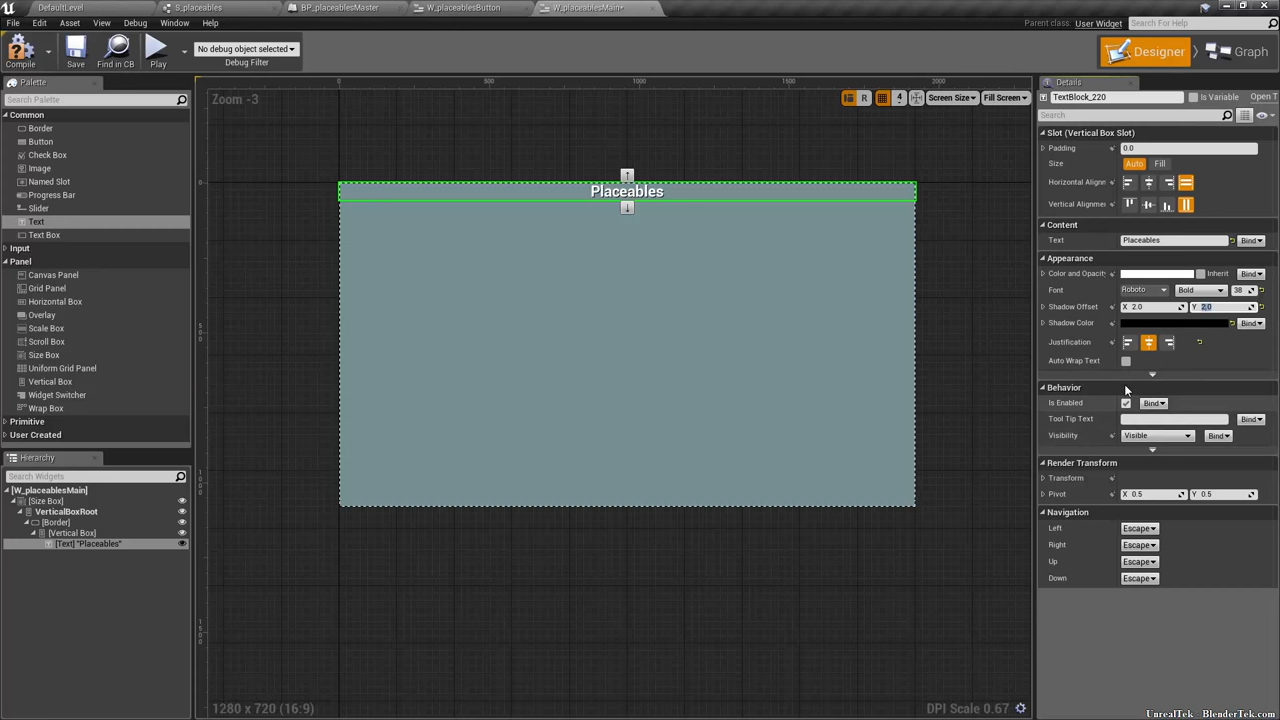 DefaultLevel
S_placeables
BP_placeablesMaster
W_placeablesButton
W_placeablesMain*
File Edit Asset View Debug Window Help
Parent class: User Widget
Search For Help
Compile
Save
Find in CB
Play
No debug object selected
Debug Filter
Designer
Graph
Palette
Search Palette
Common
Border
Button
Check Box
Image
Named Slot
Progress Bar
Slider
Text
Text Box
Input
Panel
Canvas Panel
Grid Panel
Horizontal Box
Overlay
Scale Box
Scroll Box
Size Box
Uniform Grid Panel
Vertical Box
Widget Switcher
Wrap Box
Primitive
User Created
Hierarchy
Search Widgets
[W_placeablesMain]
[Size Box]
VerticalBoxRoot
[Border]
[Vertical Box]
[Text] "Placeables"
0 500 1000 1500 2000
Zoom -3
R
4
Screen Size
Fill Screen
0
500
1000
1500
Placeables
1280 x 720 (16:9)
DPI Scale 0.67
Details
TextBlock_220
Is Variable
Open T
Search
Slot (Vertical Box Slot)
Padding 0.0
Size Auto Fill
Horizontal Alignm
Vertical Alignme
Content
Text Placeables Bind
Appearance
Color and Opacity Inherit Bind
Font Roboto Bold 38
Shadow Offset X 2.0 Y 2.0
Shadow Color Bind
Justification
Auto Wrap Text
Behavior
Is Enabled Bind
Tool Tip Text Bind
Visibility Visible Bind
Render Transform
Transform
Pivot X 0.5 Y 0.5
Navigation
Left Escape
Right Escape
Up Escape
Down Escape
UnrealTek - BlenderTek.com